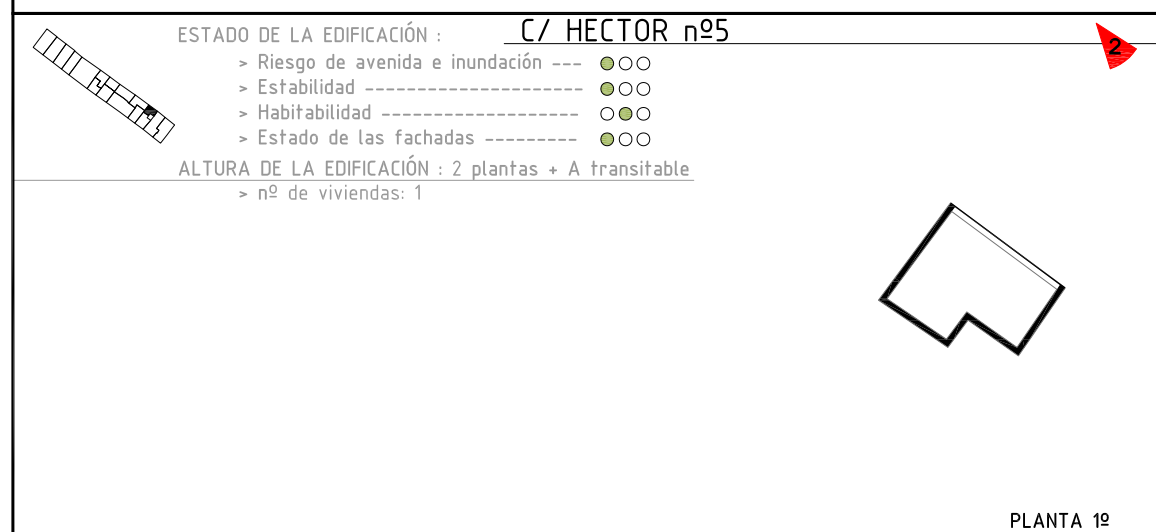 C/ HECTOR nº5
ESTADO DE LA EDIFICACIÓN :
> Riesgo de avenida e inundación ---
> Estabilidad ---------------------
> Habitabilidad -------------------
> Estado de las fachadas ---------
ALTURA DE LA EDIFICACIÓN : 2 plantas + A transitable
> nº de viviendas: 1
2
PLANTA 1º